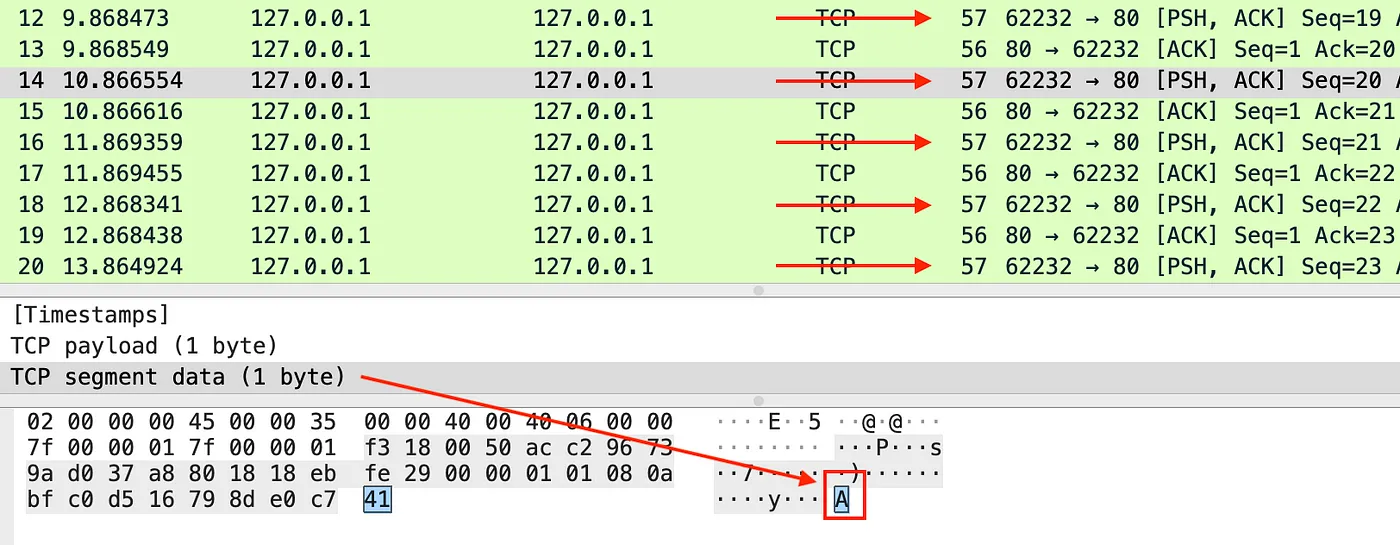 12 9.868473 127.0.0.1 127.0.0.1 TCP 57 62232 → 80 [PSH, ACK] Seq=19 A
13 9.868549 127.0.0.1 127.0.0.1 TCP 56 80 → 62232 [ACK] Seq=1 Ack=20
14 10.866554 127.0.0.1 127.0.0.1 TCP 57 62232 → 80 [PSH, ACK] Seq=20 A
15 10.866616 127.0.0.1 127.0.0.1 TCP 56 80 → 62232 [ACK] Seq=1 Ack=21
16 11.869359 127.0.0.1 127.0.0.1 TCP 57 62232 → 80 [PSH, ACK] Seq=21 A
17 11.869455 127.0.0.1 127.0.0.1 TCP 56 80 → 62232 [ACK] Seq=1 Ack=22
18 12.868341 127.0.0.1 127.0.0.1 TCP 57 62232 → 80 [PSH, ACK] Seq=22 A
19 12.868438 127.0.0.1 127.0.0.1 TCP 56 80 → 62232 [ACK] Seq=1 Ack=23
20 13.864924 127.0.0.1 127.0.0.1 TCP 57 62232 → 80 [PSH, ACK] Seq=23 A
[Timestamps]
TCP payload (1 byte)
TCP segment data (1 byte)
02 00 00 00 45 00 00 35 00 00 40 00 40 06 00 00 ····E··5 ··@·@···
7f 00 00 01 7f 00 00 01 f3 18 00 50 ac c2 96 73 ········ ···P···s
9a d0 37 a8 80 18 18 eb fe 29 00 00 01 01 08 0a ··7····· ·)······
bf c0 d5 16 79 8d e0 c7 41 ····y··· A